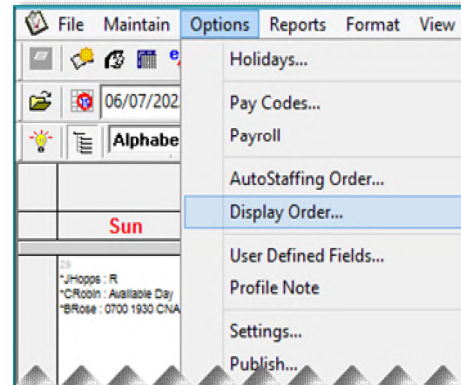 File Maintain Options Reports Format View
Holidays...
06/07/202
Pay Codes...
Alphabe
Payroll
AutoStaffing Order...
Display Order...
Sun
User Defined Fields...
29
*JHopps : R
Profile Note
*CRobin : Available Day
*BRose : 0700 1930 CNA
Settings...
Publish...